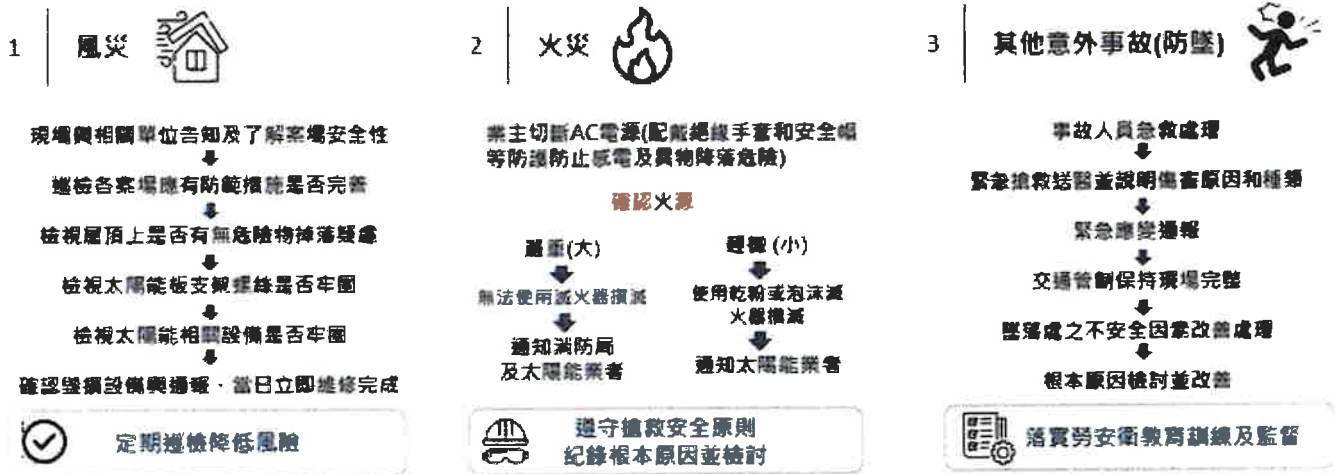 1 風災
現場與相關單位告知及了解案場安全性
巡檢各案場應有防範措施是否完善
檢視屋頂上是否有無危險物掉落疑慮
檢視太陽能板支架螺絲是否牢固
檢視太陽能相關設備是否牢固
確認毀損設備與通報、當日立即維修完成
定期巡檢降低風險
2 火災
業主切斷AC電源(配戴絕緣手套和安全帽
等防護防止感電及異物降落危險)
確認火源
嚴重(大)
無法使用滅火器撲滅
通知消防局
及太陽能業者
輕微 (小)
使用乾粉或泡沫滅
火器撲滅
通知太陽能業者
遵守搶救安全原則
紀錄根本原因並檢討
3 其他意外事故(防墜)
事故人員急救處理
緊急搶救送醫並說明傷害原因和種類
緊急應變通報
交通管制保持現場完整
墜落處之不安全因素改善處理
根本原因檢討並改善
落實勞安衛教育訓練及監督